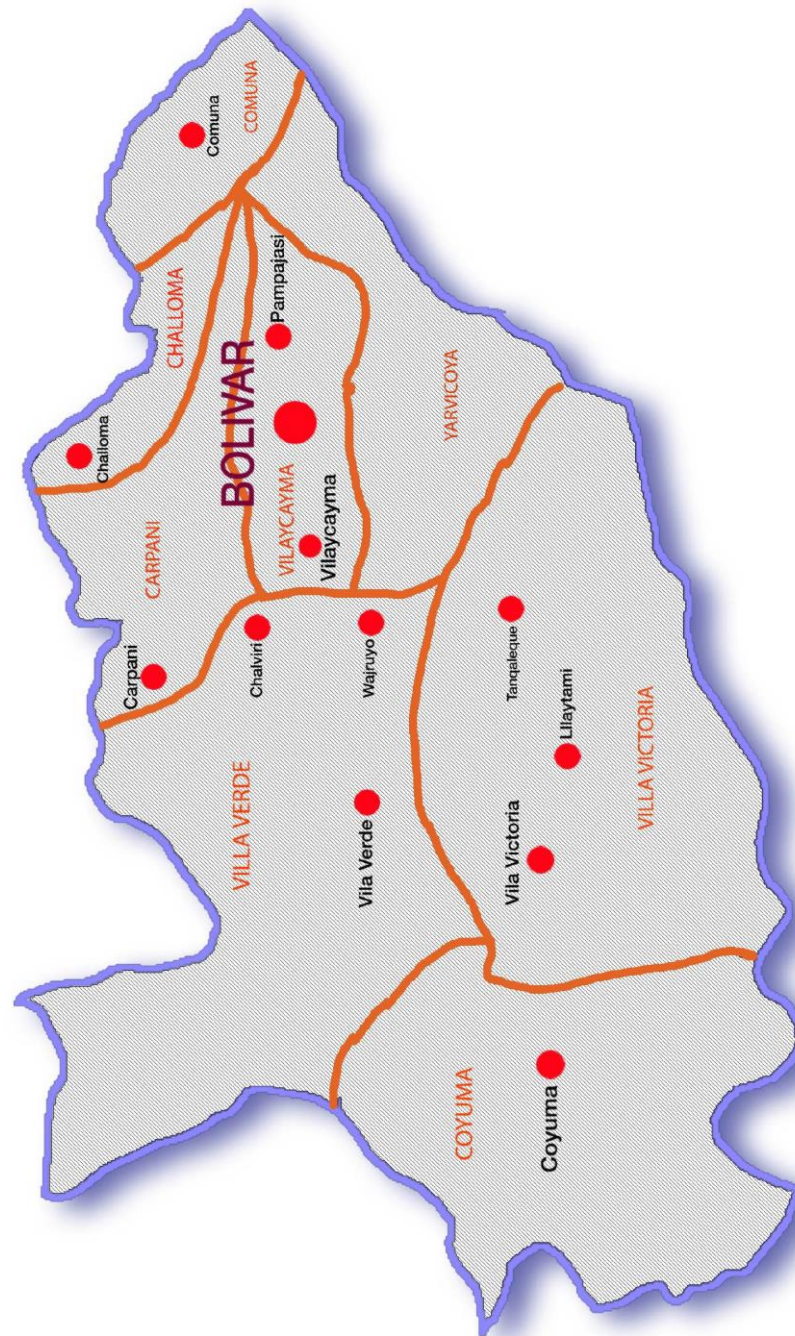 Challoma
Carpani
CARPANI
CHALLOMA
Comuna
VILLA VERDE
BOLIVAR
COMUNA
Chalviri
Pampajasi
VILAYCAYMA
Vilaycayma
Vila Verde
Wajruyo
YARVICOYA
COYUMA
Tanqaleque
Vila Victoria
Coyuma
Lllaytami
VILLA VICTORIA